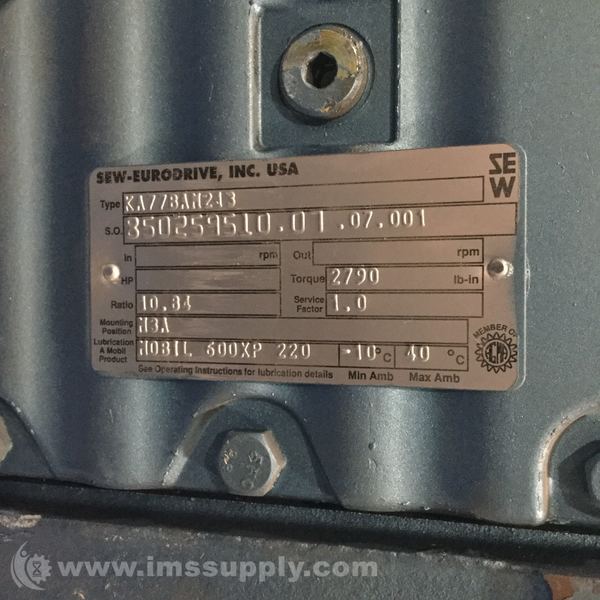 SEW-EURODRIVE, INC. USA
SEW
Type KA77BAM213
S.O. 850259510.01 .07.001
In rpm Out rpm
HP Torque 2790 lb-in
Ratio 10.84 Service Factor 1.0
Mounting Position M3A
Lubrication A Mobil Product MOBIL 600XP 220 -10°C 40 °C
See Operating Instructions for lubrication details Min Amb Max Amb
MEMBER
www.imssupply.com